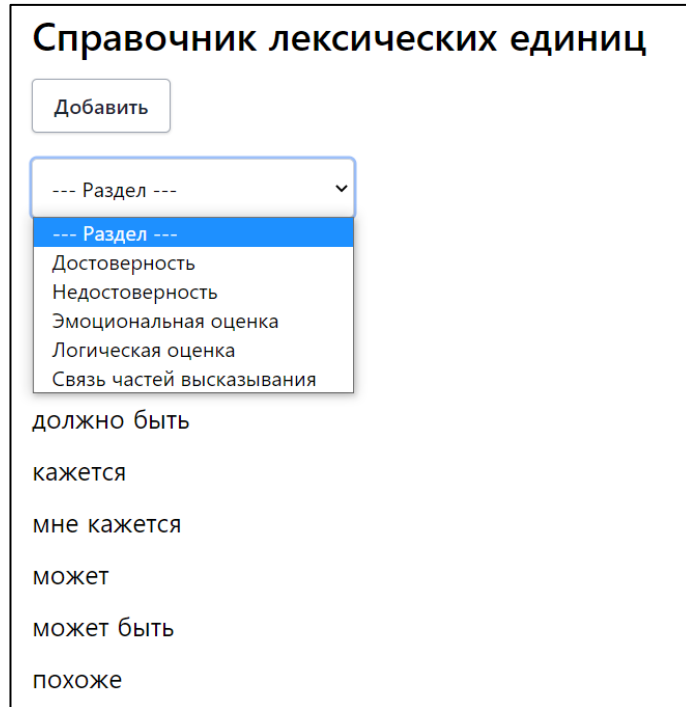 Справочник лексических единиц
Добавить
--- Раздел ---
--- Раздел ---
Достоверность
Недостоверность
Эмоциональная оценка
Логическая оценка
Связь частей высказывания
должно быть
кажется
мне кажется
может
может быть
похоже